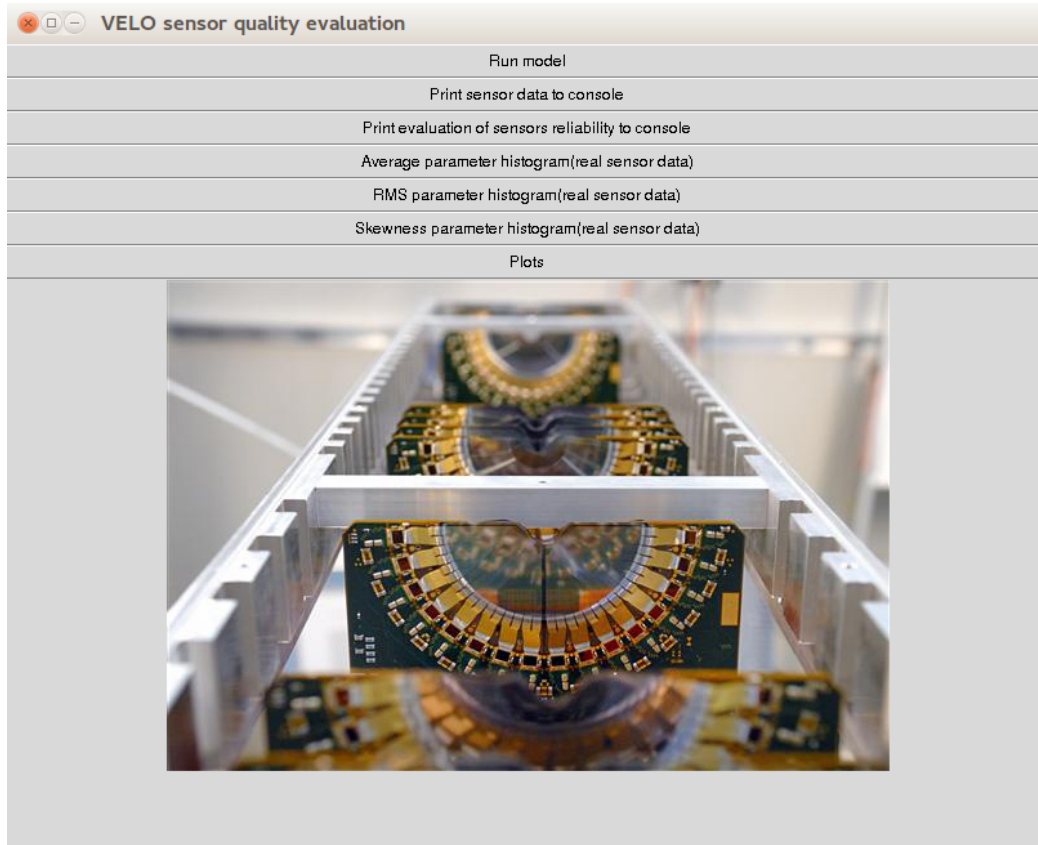 VELO sensor quality evaluation
Run model
Print sensor data to console
Print evaluation of sensors reliability to console
Average parameter histogram(real sensor data)
RMS parameter histogram(real sensor data)
Skewness parameter histogram(real sensor data)
Plots